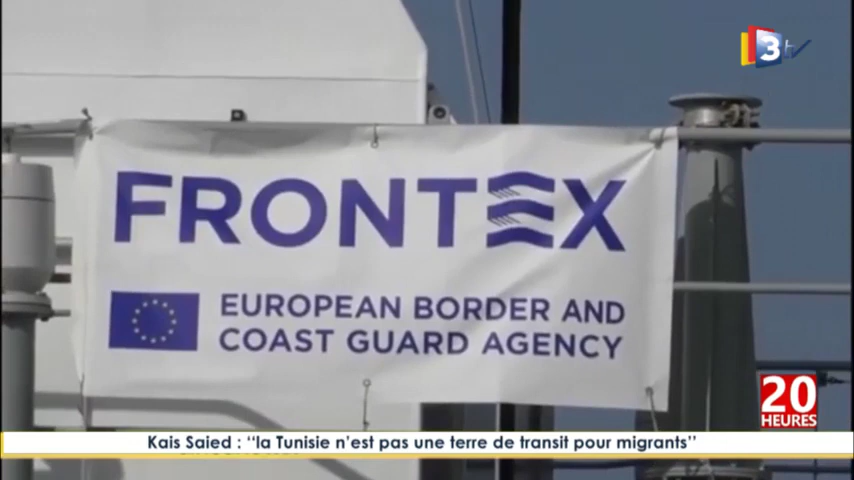 3tv
FRONTEX
EUROPEAN BORDER AND
COAST GUARD AGENCY
20
HEURES
Kais Saied : ‘‘la Tunisie n’est pas une terre de transit pour migrants’’